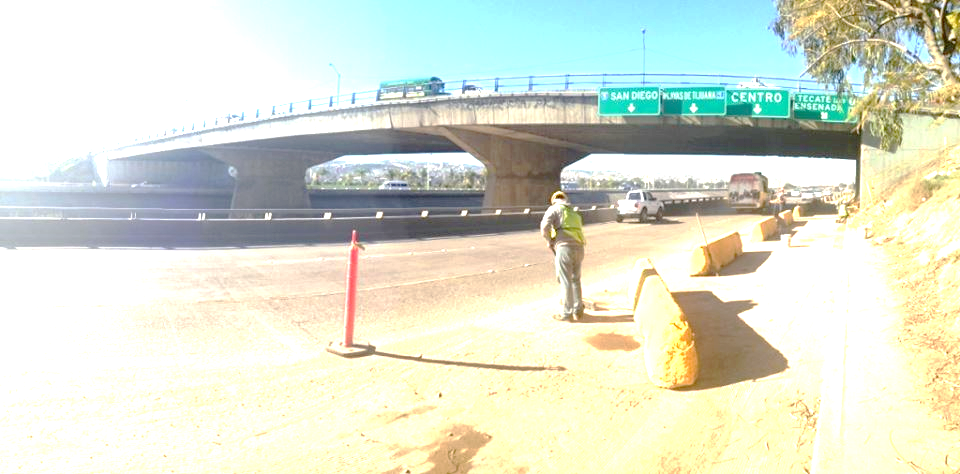 SAN DIEGO
PLAYAS DE TIJUANA
CENTRO
TECATE
ENSENADA